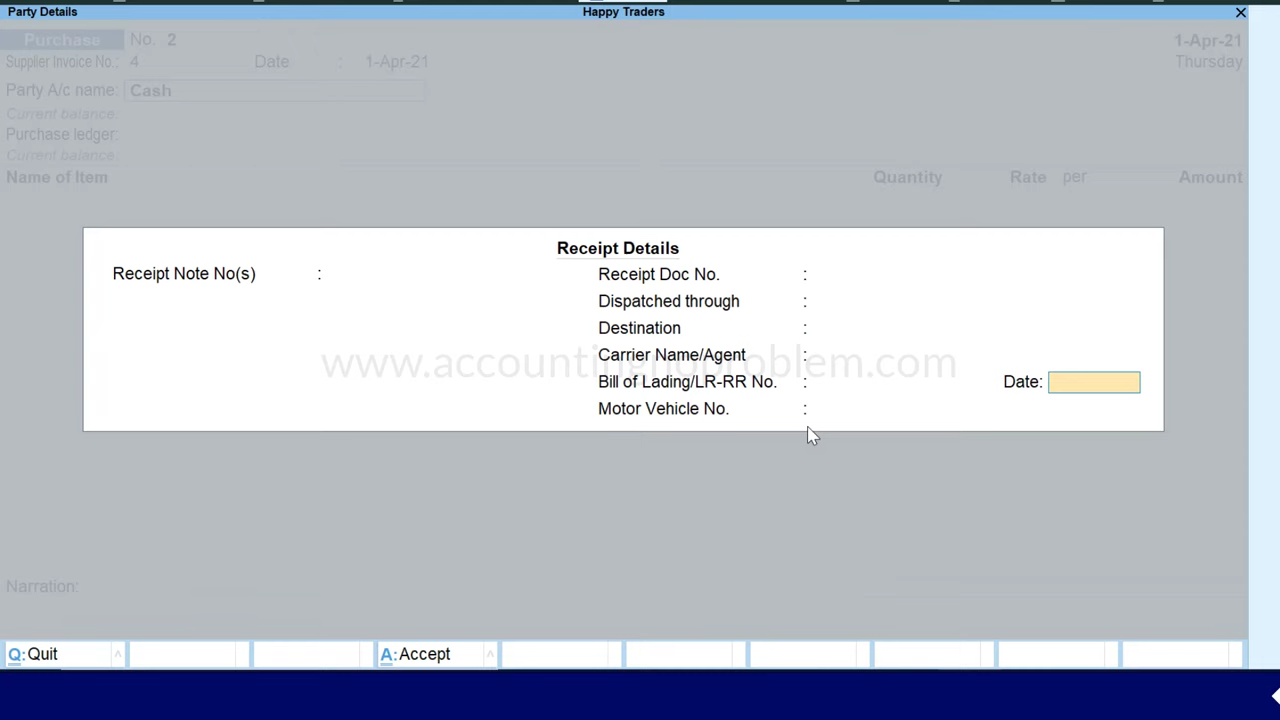 Party Details Happy Traders
Purchase No. 2 1-Apr-21
Supplier Invoice No.: 4 Date : 1-Apr-21 Thursday
Party A/c name: Cash
Current balance:
Purchase ledger:
Current balance:
Name of Item Quantity Rate per Amount
Receipt Details
Receipt Note No(s) : Receipt Doc No. :
Dispatched through :
Destination :
Carrier Name/Agent :
www.accountingnoproblem.com
Bill of Lading/LR-RR No. : Date:
Motor Vehicle No. :
Narration:
Q: Quit A: Accept